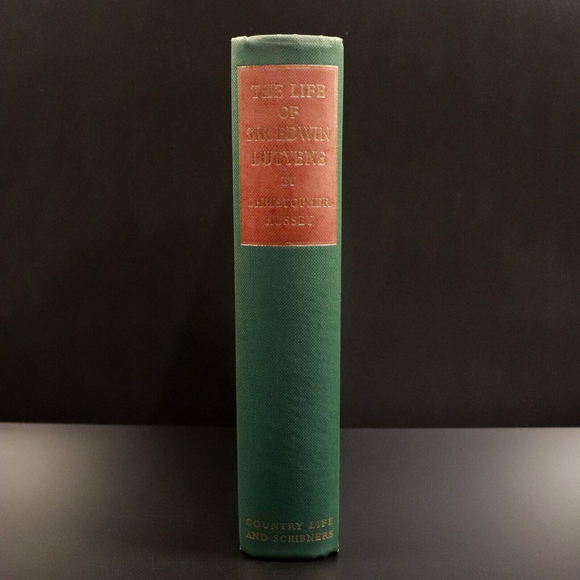 THE LIFE
OF
SIR EDWIN
LUTYENS
BY
CHRISTOPHER
HUSSEY
COUNTRY LIFE
AND SCRIBNERS